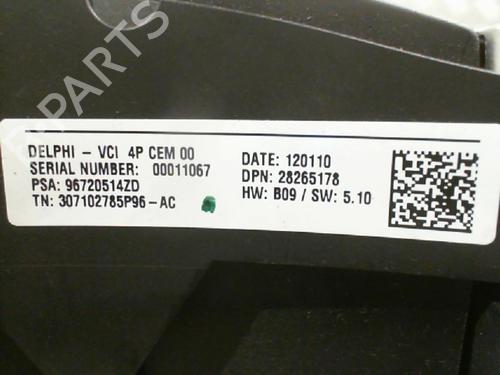 B-PARTS
DELPHI - VCI 4P CEM 00
SERIAL NUMBER: 00011067
PSA: 96720514ZD
TN: 307102785P96-AC
DATE: 120110
DPN: 28265178
HW: B09 / SW: 5.10